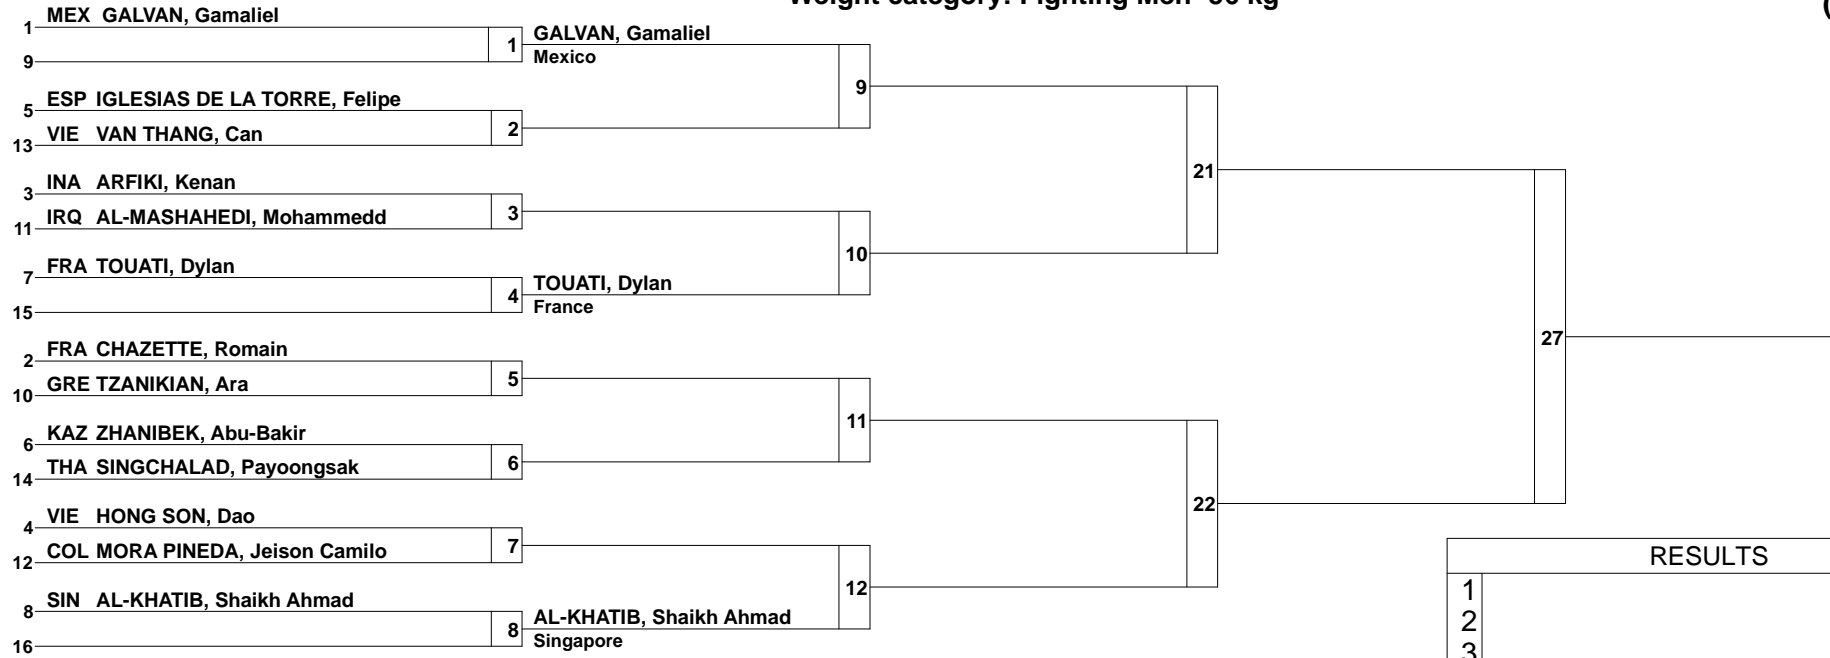 1 MEX GALVAN, Gamaliel
9
1 GALVAN, Gamaliel
Mexico
9
5 ESP IGLESIAS DE LA TORRE, Felipe
13 VIE VAN THANG, Can
2
21
3 INA ARFIKI, Kenan
11 IRQ AL-MASHAHEDI, Mohammedd
3
10
7 FRA TOUATI, Dylan
15
4 TOUATI, Dylan
France
27
2 FRA CHAZETTE, Romain
10 GRE TZANIKIAN, Ara
5
11
6 KAZ ZHANIBEK, Abu-Bakir
14 THA SINGCHALAD, Payoongsak
6
22
4 VIE HONG SON, Dao
12 COL MORA PINEDA, Jeison Camilo
7
12
8 SIN AL-KHATIB, Shaikh Ahmad
16
8 AL-KHATIB, Shaikh Ahmad
Singapore
RESULTS
1
2
3